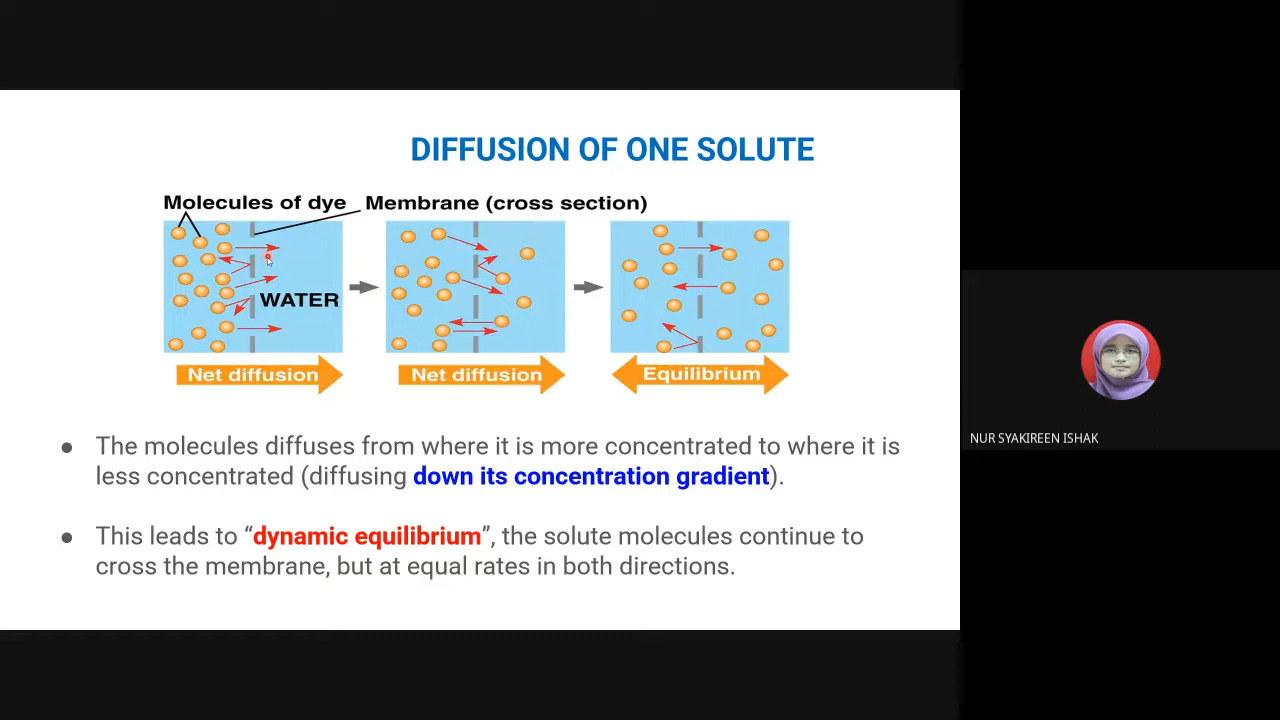 DIFFUSION OF ONE SOLUTE
Molecules of dye
Membrane (cross section)
WATER
Net diffusion
Net diffusion
Equilibrium
● The molecules diffuses from where it is more concentrated to where it is
less concentrated (diffusing down its concentration gradient).
● This leads to “dynamic equilibrium”, the solute molecules continue to
cross the membrane, but at equal rates in both directions.
NUR SYAKIREEN ISHAK